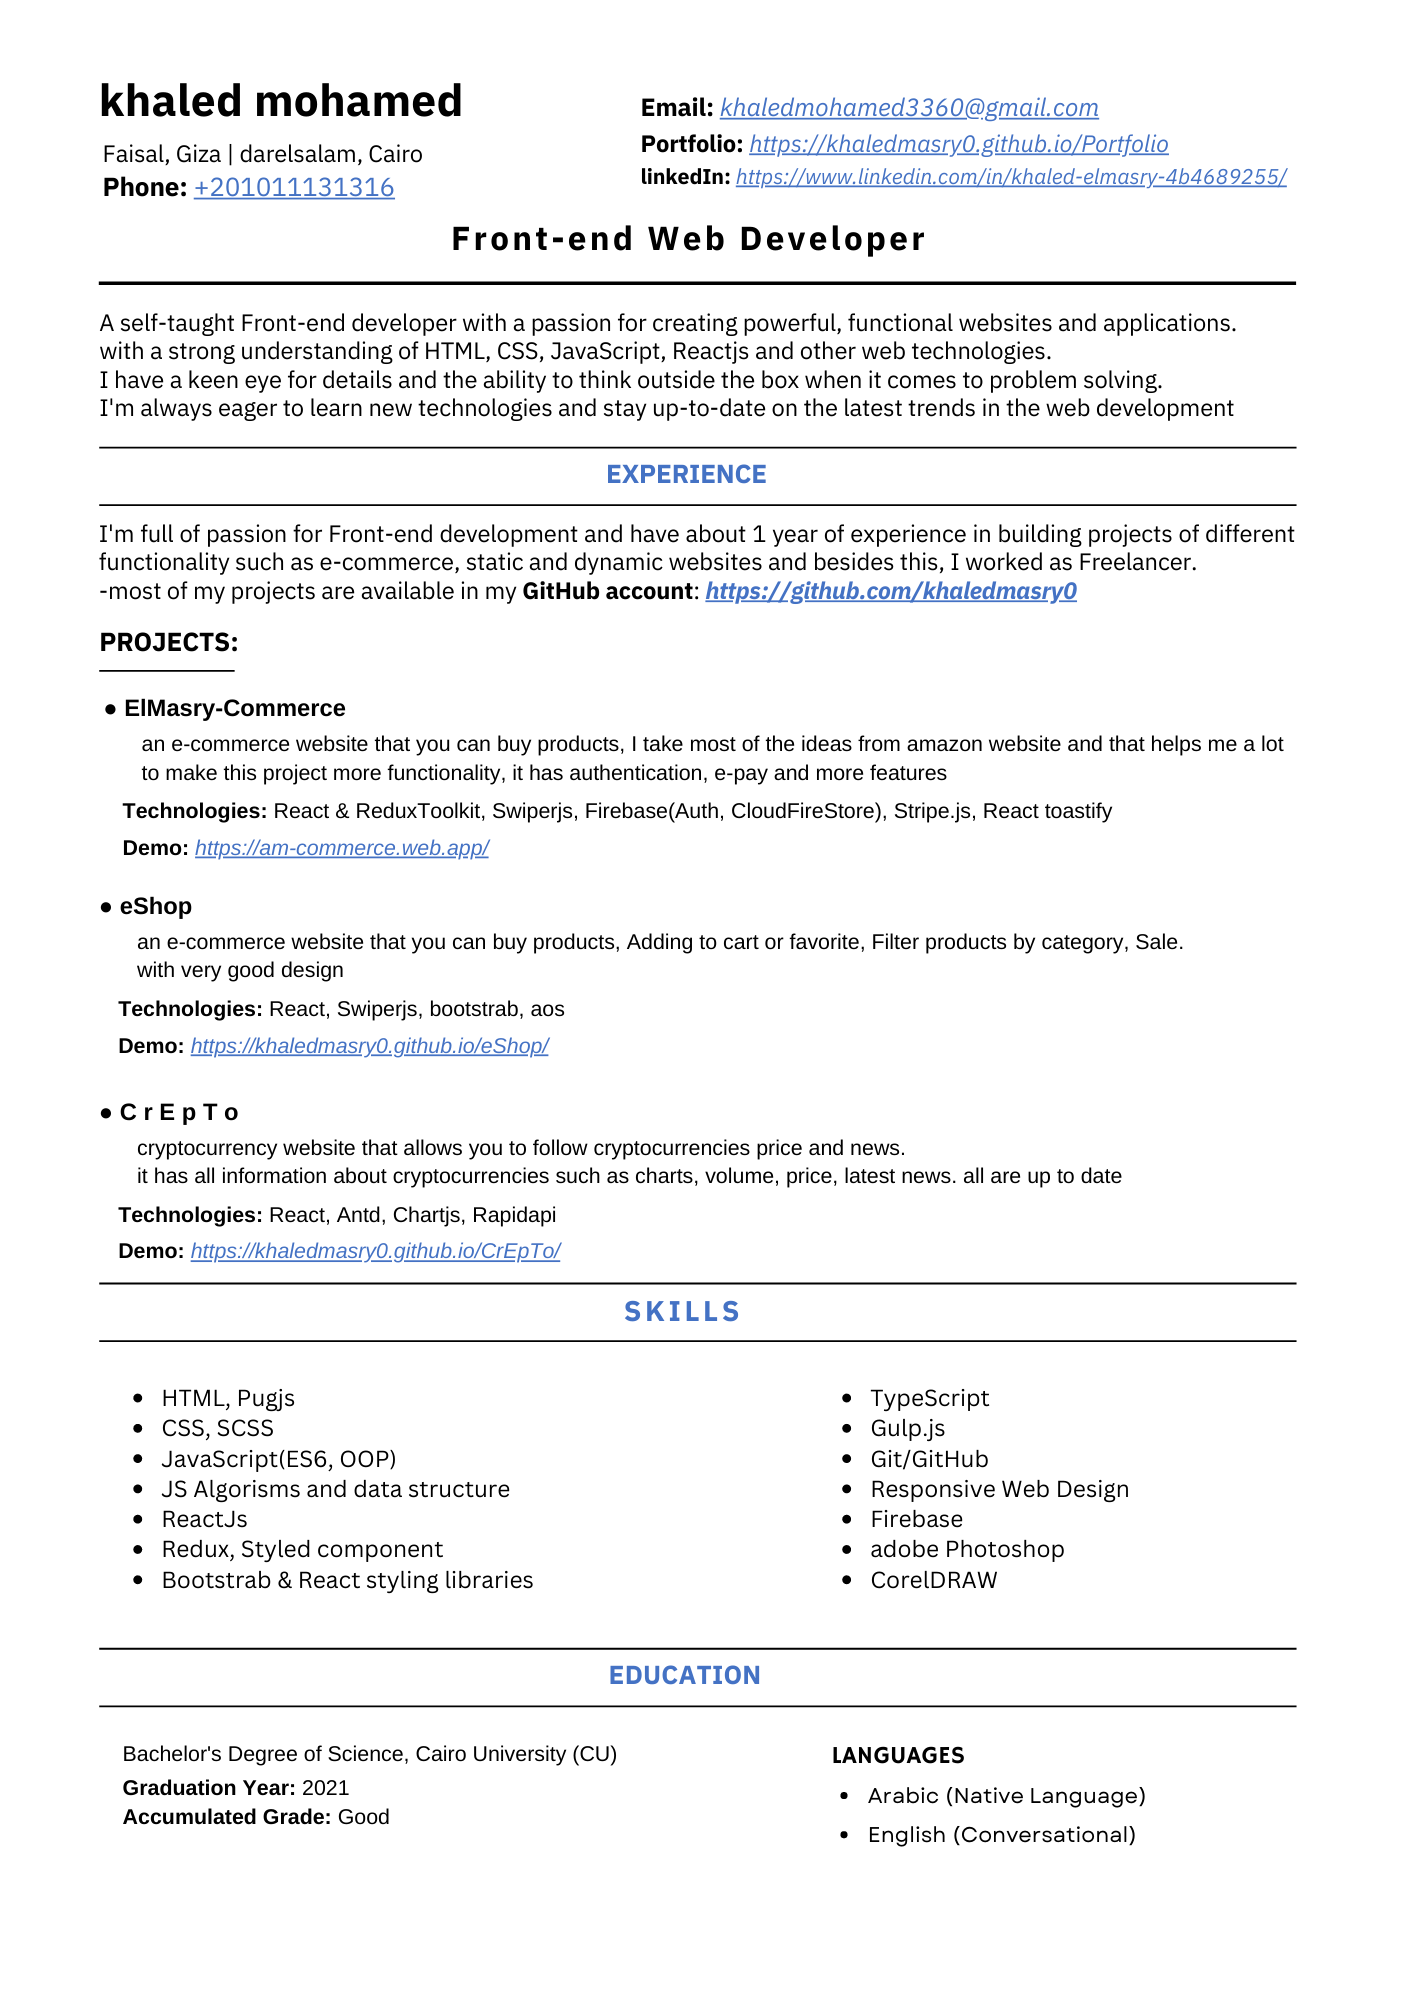 khaled mohamed
Faisal, Giza | darelsalam, Cairo
Phone: +201011131316
Email: khaledmohamed3360@gmail.com
Portfolio: https://khaledmasry0.github.io/Portfolio
linkedIn: https://www.linkedin.com/in/khaled-elmasry-4b4689255/
Front-end Web Developer
A self-taught Front-end developer with a passion for creating powerful, functional websites and applications.
with a strong understanding of HTML, CSS, JavaScript, Reactjs and other web technologies.
I have a keen eye for details and the ability to think outside the box when it comes to problem solving.
I'm always eager to learn new technologies and stay up-to-date on the latest trends in the web development
EXPERIENCE
I'm full of passion for Front-end development and have about 1 year of experience in building projects of different
functionality such as e-commerce, static and dynamic websites and besides this, I worked as Freelancer.
-most of my projects are available in my GitHub account: https://github.com/khaledmasry0
PROJECTS:
● ElMasry-Commerce
an e-commerce website that you can buy products, I take most of the ideas from amazon website and that helps me a lot
to make this project more functionality, it has authentication, e-pay and more features
Technologies: React & ReduxToolkit, Swiperjs, Firebase(Auth, CloudFireStore), Stripe.js, React toastify
Demo: https://am-commerce.web.app/
● eShop
an e-commerce website that you can buy products, Adding to cart or favorite, Filter products by category, Sale.
with very good design
Technologies: React, Swiperjs, bootstrab, aos
Demo: https://khaledmasry0.github.io/eShop/
● C r E p T o
cryptocurrency website that allows you to follow cryptocurrencies price and news.
it has all information about cryptocurrencies such as charts, volume, price, latest news. all are up to date
Technologies: React, Antd, Chartjs, Rapidapi
Demo: https://khaledmasry0.github.io/CrEpTo/
SKILLS
● HTML, Pugjs
● CSS, SCSS
● JavaScript(ES6, OOP)
● JS Algorisms and data structure
● ReactJs
● Redux, Styled component
● Bootstrab & React styling libraries
● TypeScript
● Gulp.js
● Git/GitHub
● Responsive Web Design
● Firebase
● adobe Photoshop
● CorelDRAW
EDUCATION
Bachelor's Degree of Science, Cairo University (CU)
Graduation Year: 2021
Accumulated Grade: Good
LANGUAGES
● Arabic (Native Language)
● English (Conversational)